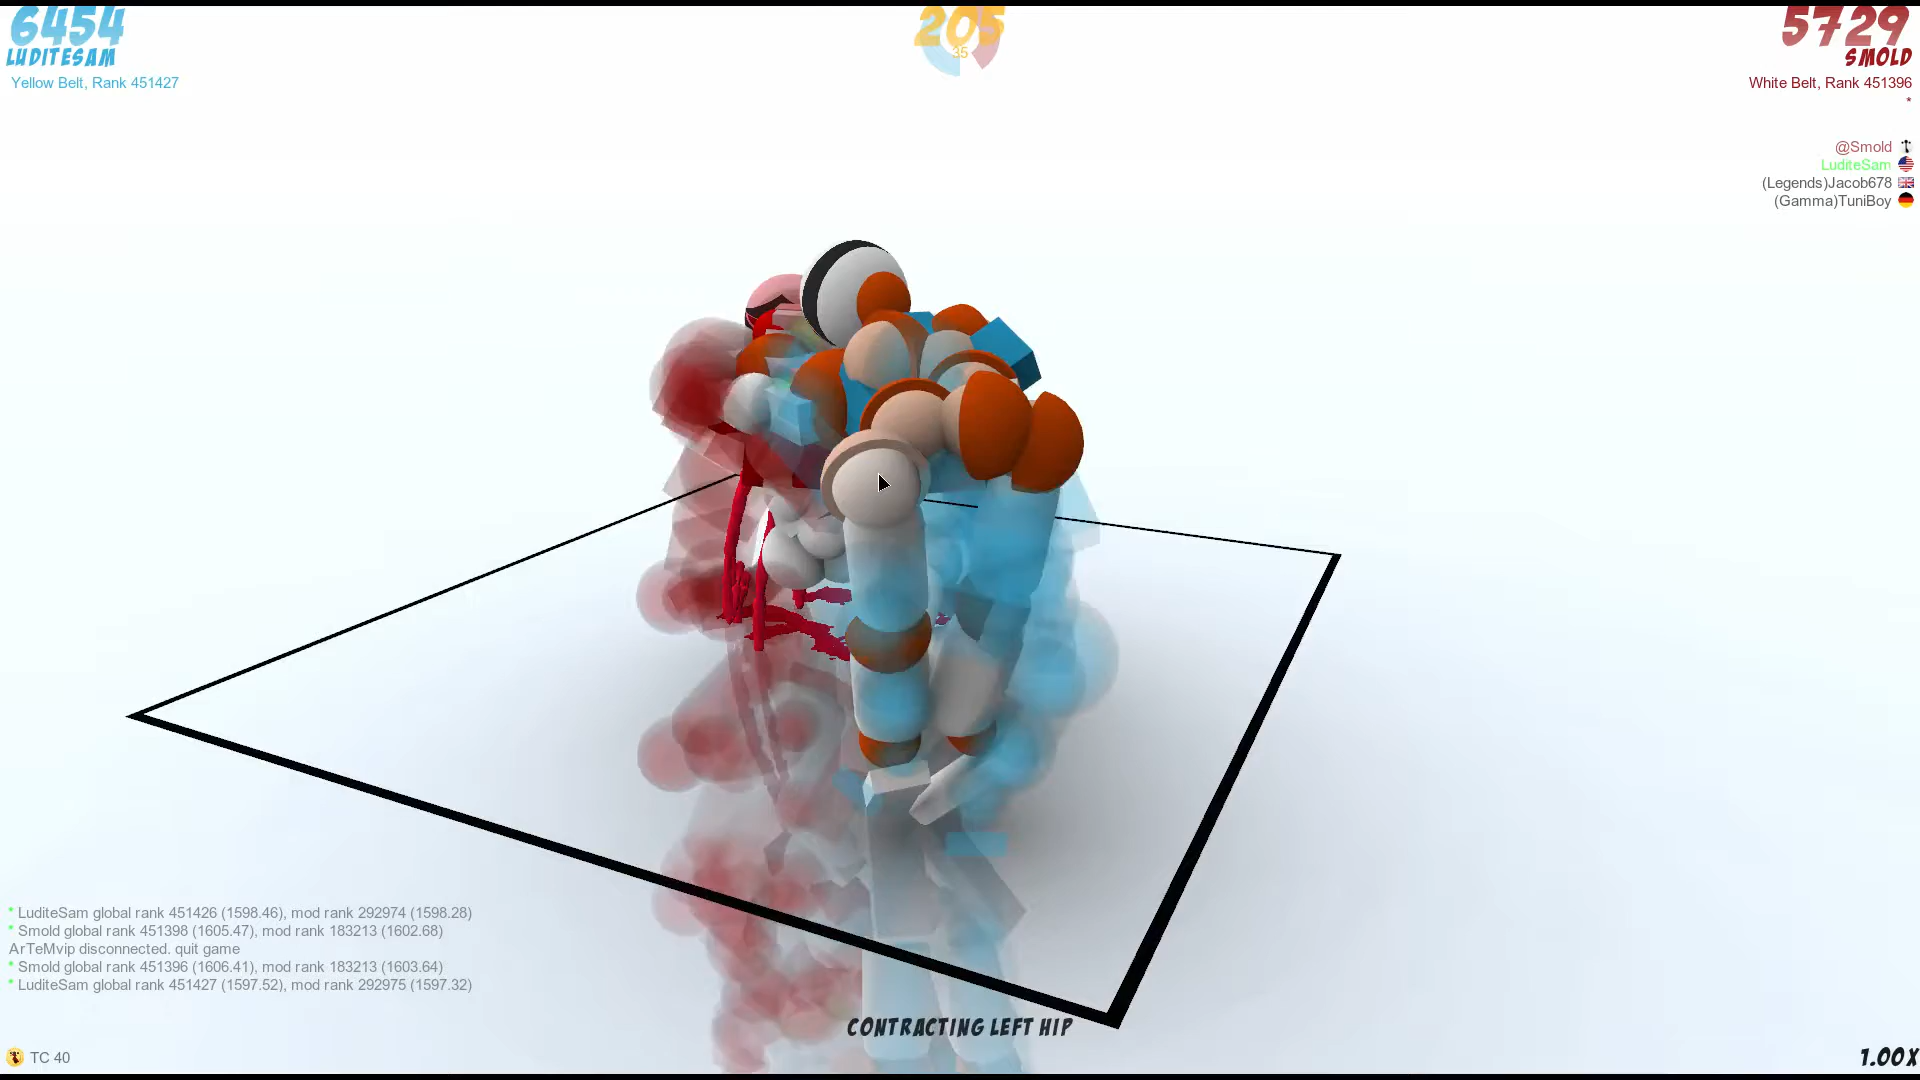 6454
LUDITESAM
Yellow Belt, Rank 451427
205
35
5729
SMOLD
White Belt, Rank 451396
*
@Smold
LuditeSam
(Legends)Jacob678
(Gamma)TuniBoy
* LuditeSam global rank 451426 (1598.46), mod rank 292974 (1598.28)
* Smold global rank 451398 (1605.47), mod rank 183213 (1602.68)
ArTeMvip disconnected. quit game
* Smold global rank 451396 (1606.41), mod rank 183213 (1603.64)
* LuditeSam global rank 451427 (1597.52), mod rank 292975 (1597.32)
CONTRACTING LEFT HIP
TC 40
1.00X